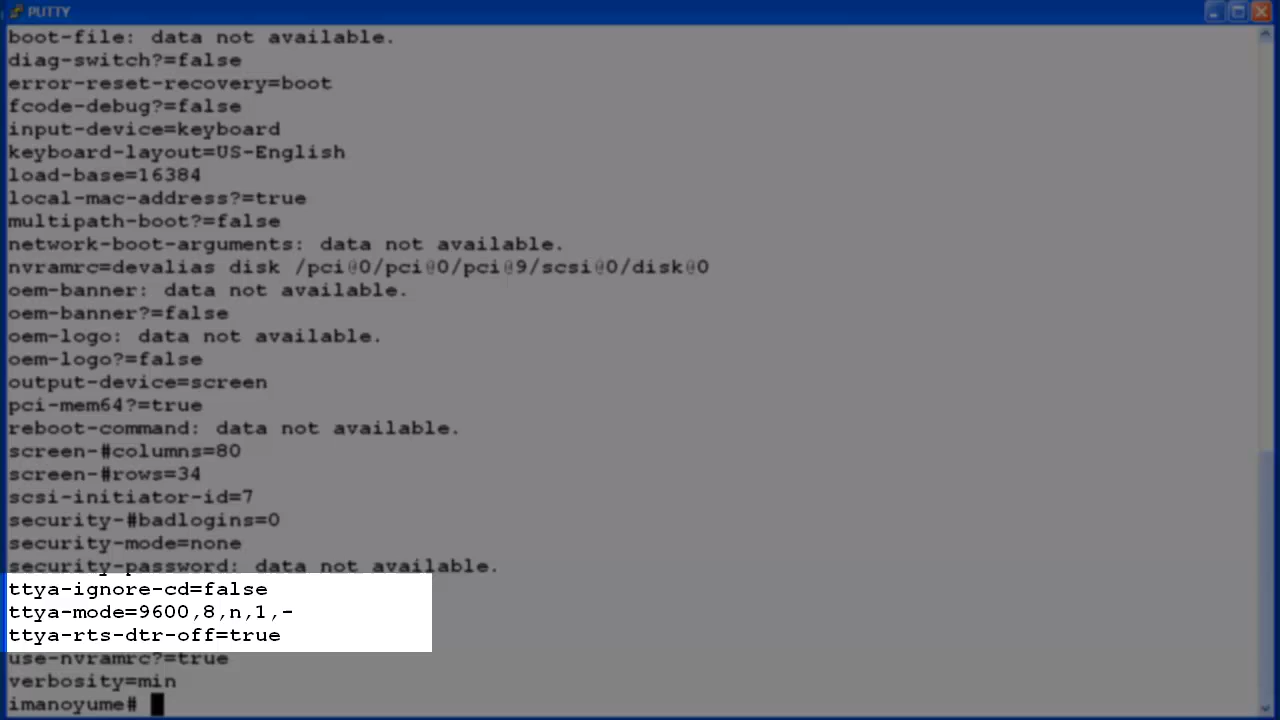 PUTTY
boot-file: data not available.
diag-switch?=false
error-reset-recovery=boot
fcode-debug?=false
input-device=keyboard
keyboard-layout=US-English
load-base=16384
local-mac-address?=true
multipath-boot?=false
network-boot-arguments: data not available.
nvramrc=devalias disk /pci@0/pci@0/pci@9/scsi@0/disk@0
oem-banner: data not available.
oem-banner?=false
oem-logo: data not available.
oem-logo?=false
output-device=screen
pci-mem64?=true
reboot-command: data not available.
screen-#columns=80
screen-#rows=34
scsi-initiator-id=7
security-#badlogins=0
security-mode=none
security-password: data not available.
ttya-ignore-cd=false
ttya-mode=9600,8,n,1,-
ttya-rts-dtr-off=true
use-nvramrc?=true
verbosity=min
imanoyume#